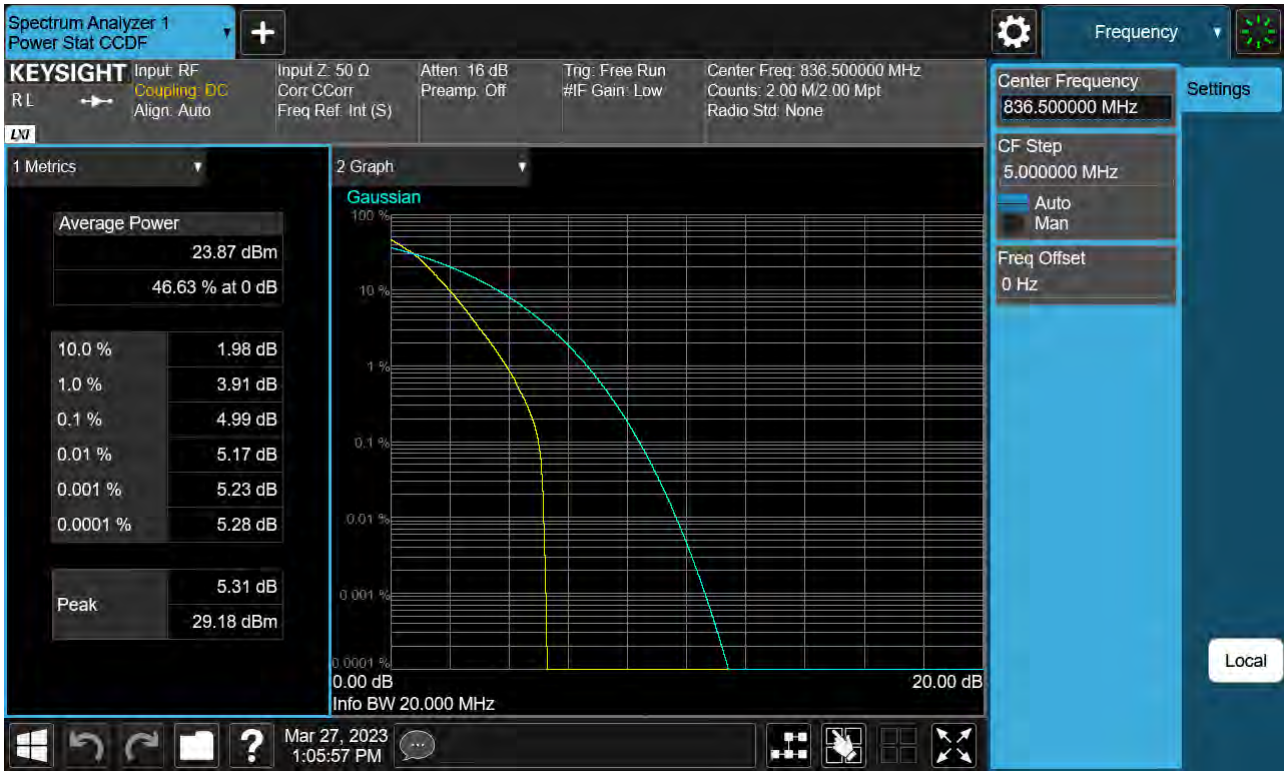 Spectrum Analyzer 1
Power Stat CCDF
Frequency
KEYSIGHT
RL
LXI
Input: RF
Coupling: DC
Align: Auto
Input Z: 50 Ω
Corr CCorr
Freq Ref: Int (S)
Atten: 16 dB
Preamp: Off
Trig: Free Run
#IF Gain: Low
Center Freq: 836.500000 MHz
Counts: 2.00 M/2.00 Mpt
Radio Std: None
Center Frequency
836.500000 MHz
Settings
CF Step
5.000000 MHz
Auto
Man
Freq Offset
0 Hz
1 Metrics
Average Power
23.87 dBm
46.63 % at 0 dB
10.0 % 1.98 dB
1.0 % 3.91 dB
0.1 % 4.99 dB
0.01 % 5.17 dB
0.001 % 5.23 dB
0.0001 % 5.28 dB
Peak
5.31 dB
29.18 dBm
2 Graph
Gaussian
100 %
10 %
1 %
0.1 %
0.01 %
0.001 %
0.0001 %
0.00 dB 20.00 dB
Info BW 20.000 MHz
Local
? Mar 27, 2023
1:05:57 PM